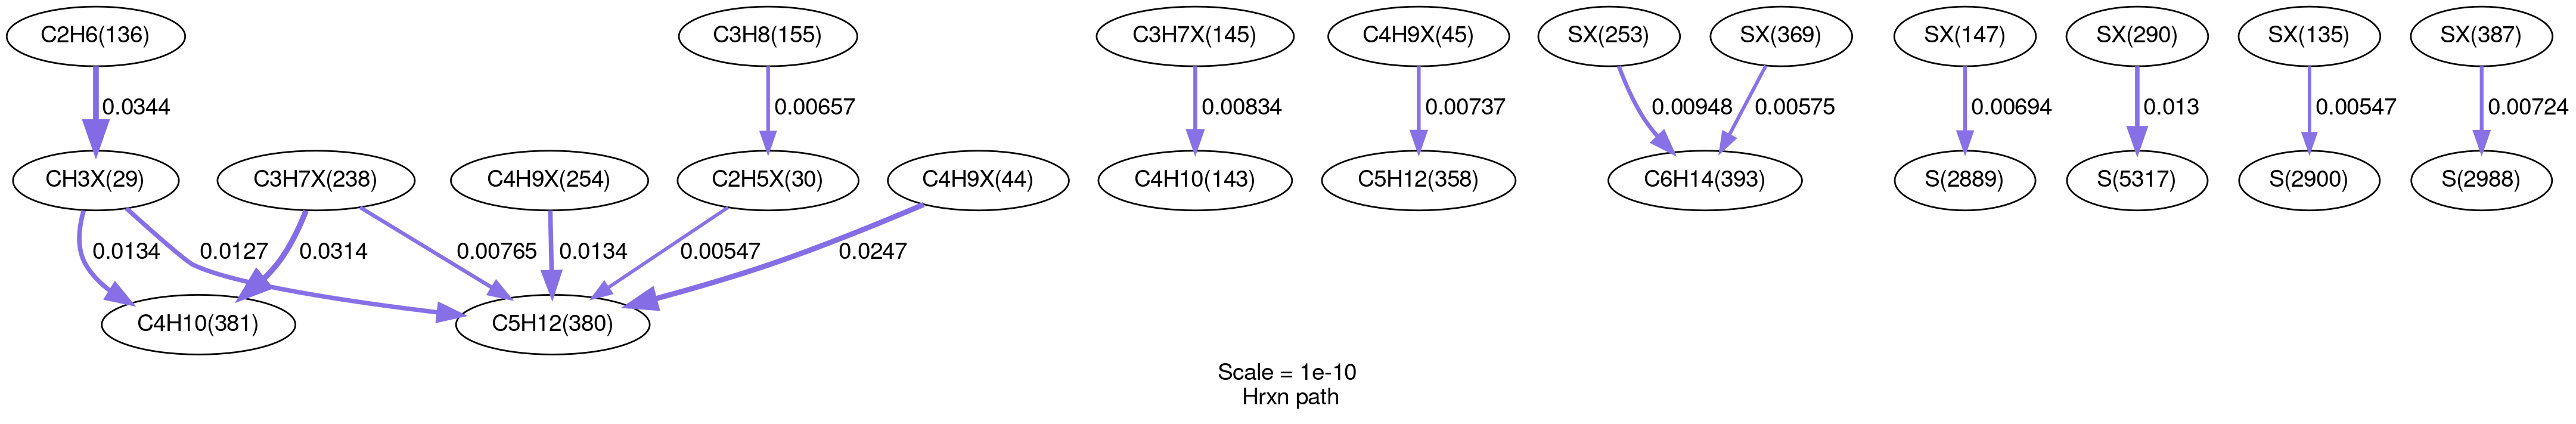 C2H6(136)
C3H8(155)
C3H7X(145)
C4H9X(45)
SX(253)
SX(369)
SX(147)
SX(290)
SX(135)
SX(387)
0.0344
0.00657
0.00834
0.00737
0.00948
0.00575
0.00694
0.013
0.00547
0.00724
CH3X(29)
C3H7X(238)
C4H9X(254)
C2H5X(30)
C4H9X(44)
C4H10(143)
C5H12(358)
C6H14(393)
S(2889)
S(5317)
S(2900)
S(2988)
0.0134
0.0127
0.0314
0.00765
0.0134
0.00547
0.0247
C4H10(381)
C5H12(380)
Scale = 1e-10
Hrxn path